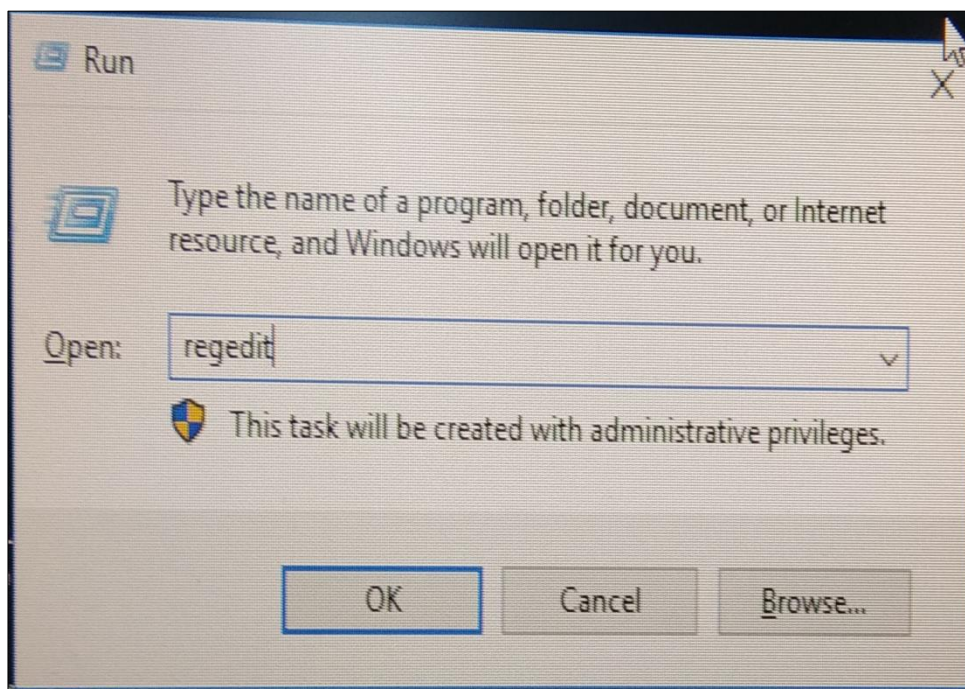 Run
Type the name of a program, folder, document, or Internet
resource, and Windows will open it for you.
Open: regedit
This task will be created with administrative privileges.
OK Cancel Browse...